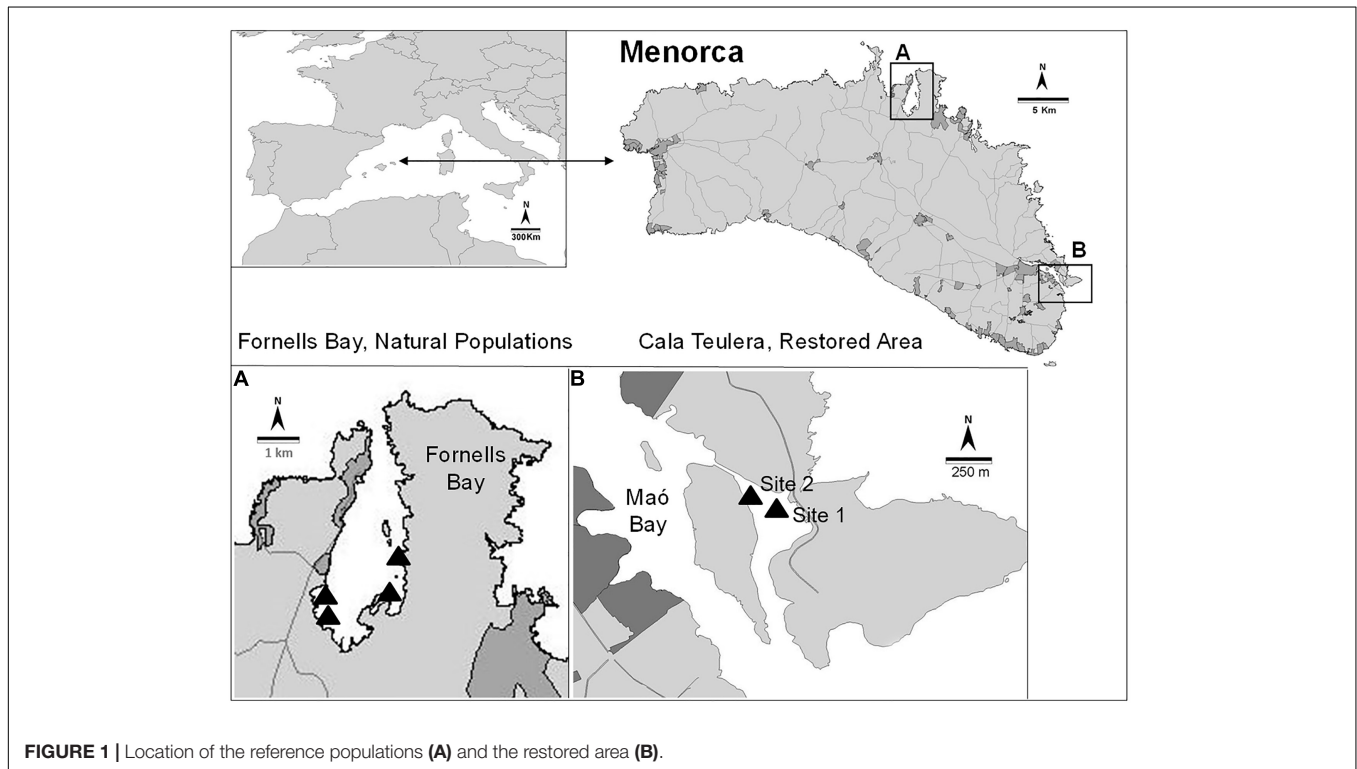 Menorca
A
N
5 Km
B
N
300Km
Fornells Bay, Natural Populations
Cala Teulera, Restored Area
A
N
1 km
Fornells
Bay
B
N
250 m
Maó
Bay
Site 2
Site 1
FIGURE 1 | Location of the reference populations (A) and the restored area (B).